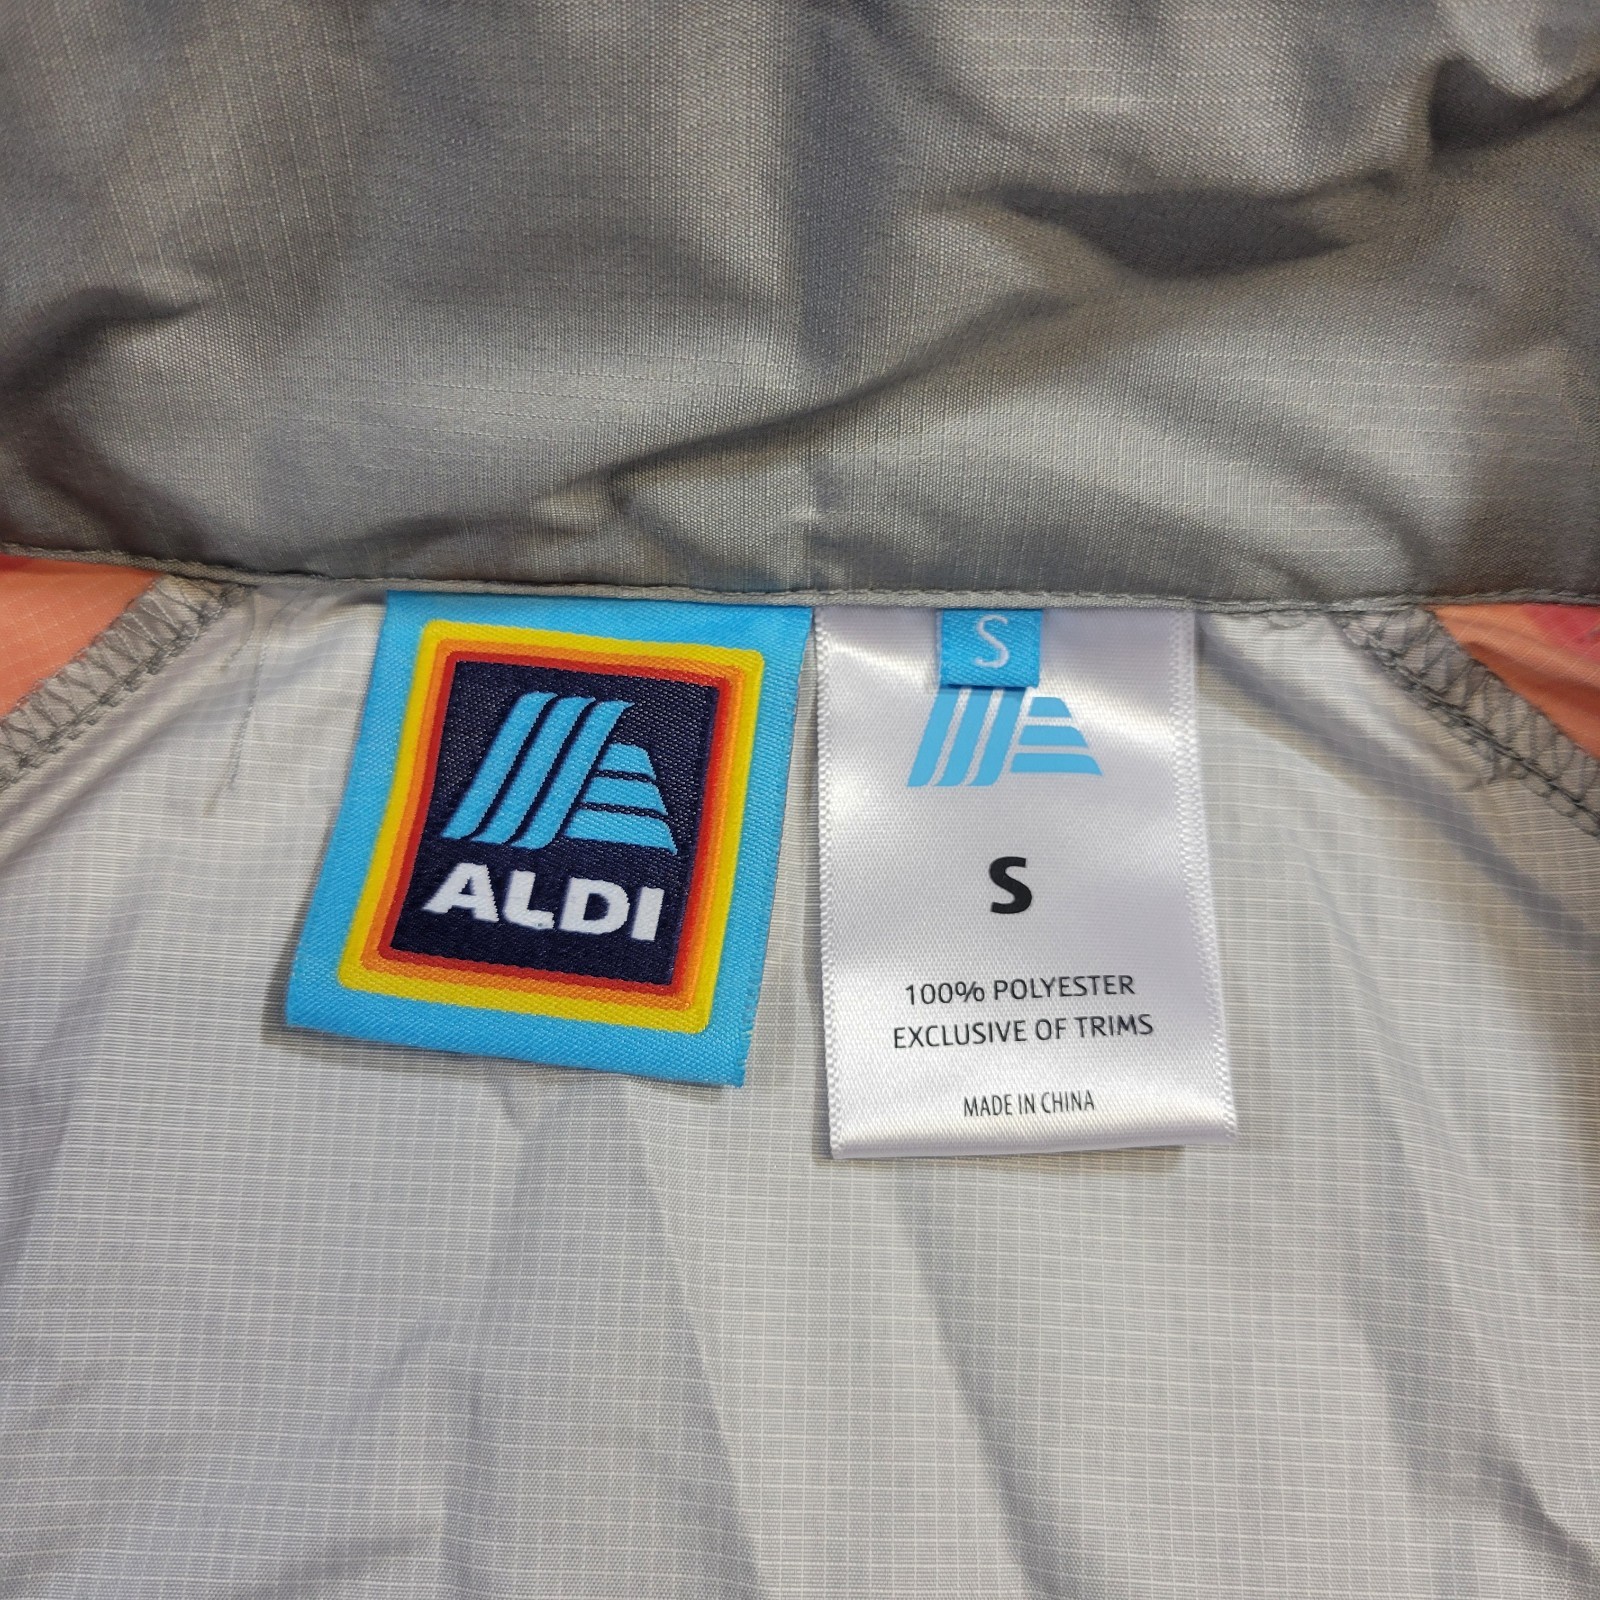 ALDI
S
S
100% POLYESTER
EXCLUSIVE OF TRIMS
MADE IN CHINA